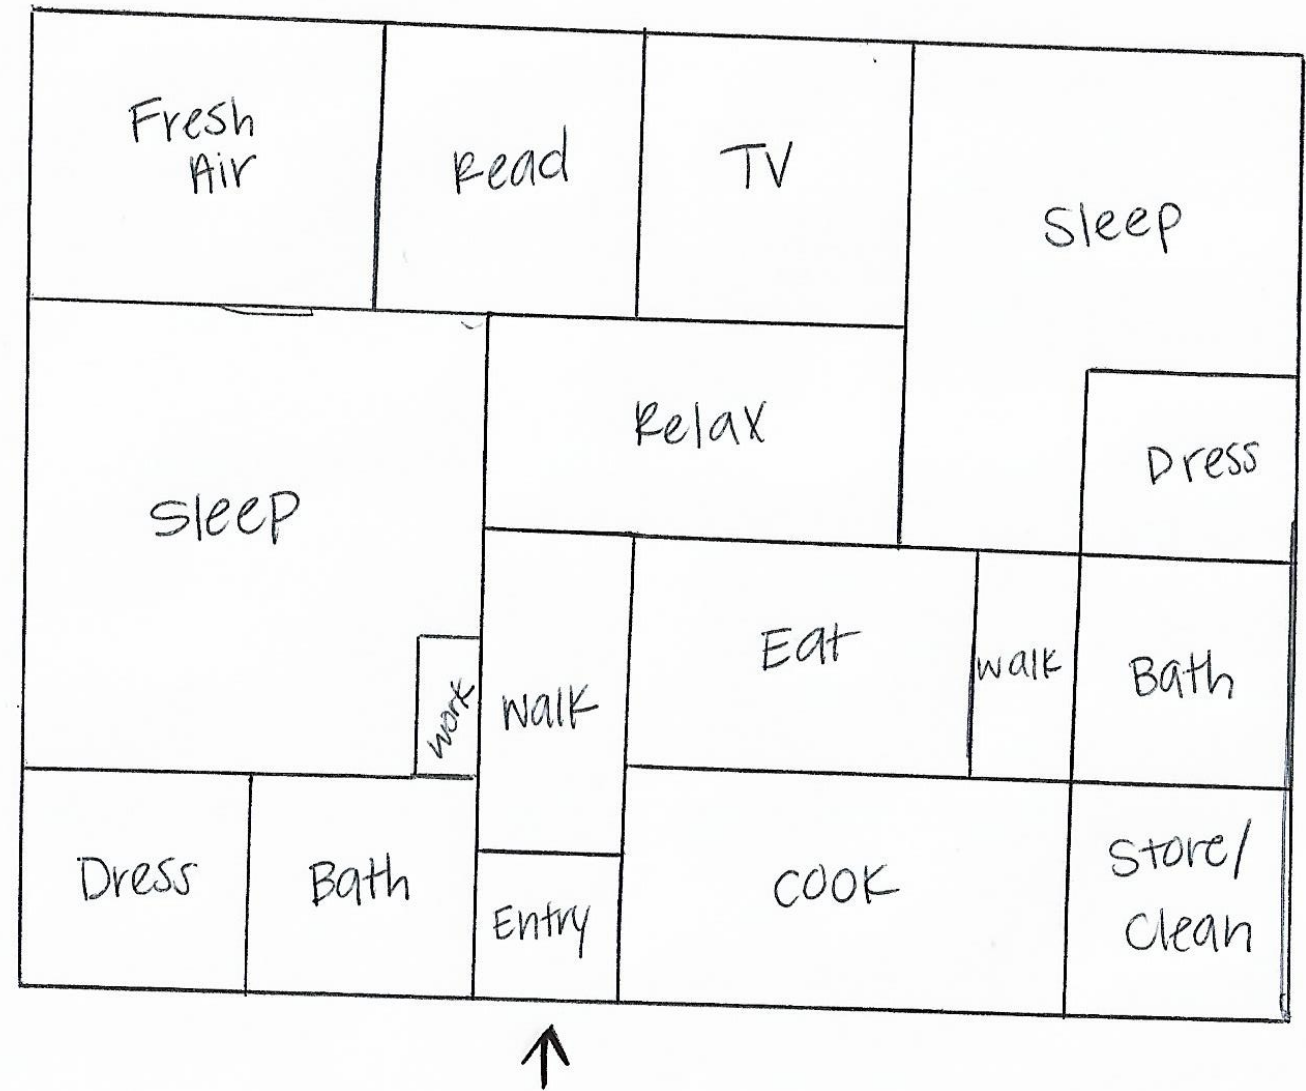 Fresh
Air
Read
TV
Sleep
Relax
Dress
Sleep
Eat
Walk
Bath
Work
Walk
Dress
Bath
Entry
Cook
Store/
Clean